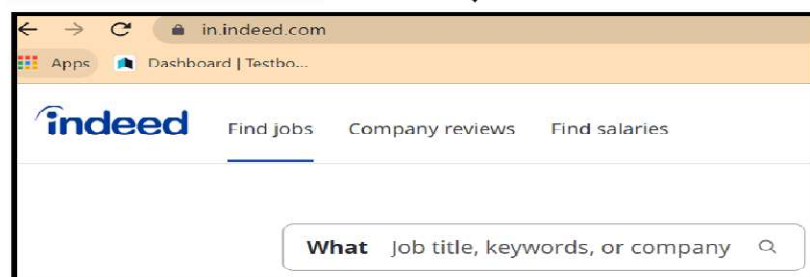 in.indeed.com
Apps Dashboard | Testbo...
indeed Find jobs Company reviews Find salaries
What Job title, keywords, or company